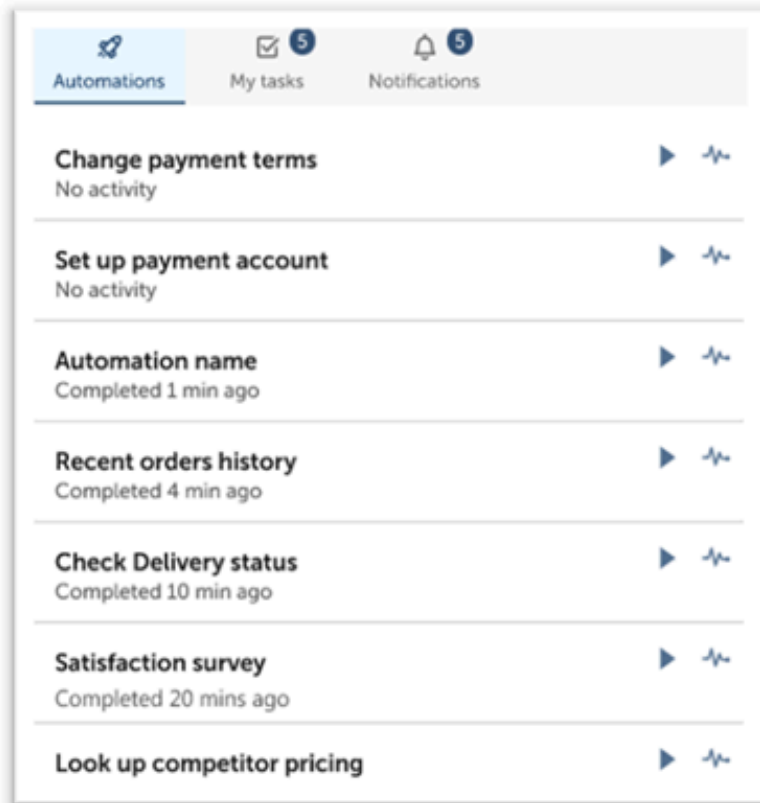 5 5
Automations My tasks Notifications
Change payment terms
No activity
Set up payment account
No activity
Automation name
Completed 1 min ago
Recent orders history
Completed 4 min ago
Check Delivery status
Completed 10 min ago
Satisfaction survey
Completed 20 mins ago
Look up competitor pricing